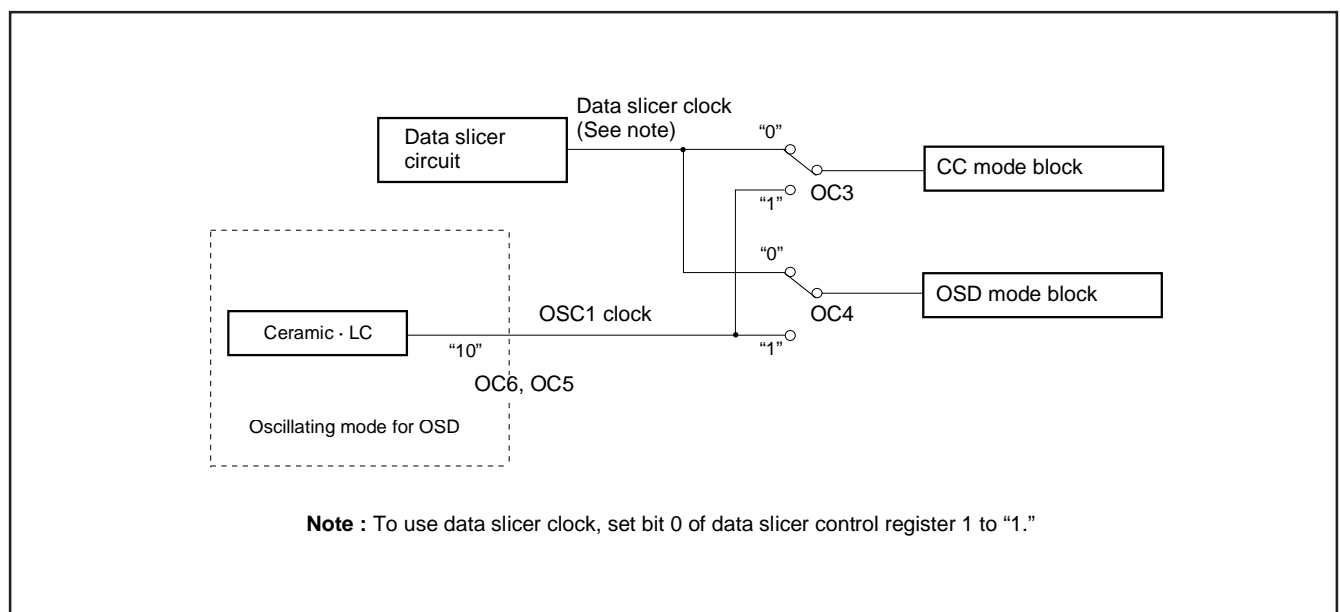 Data slicer clock
(See note)
Data slicer
circuit
“0”
CC mode block
“1”
OC3
“0”
OSD mode block
OC4
OSC1 clock
Ceramic · LC
“10”
“1”
OC6, OC5
Oscillating mode for OSD
Note : To use data slicer clock, set bit 0 of data slicer control register 1 to “1.”